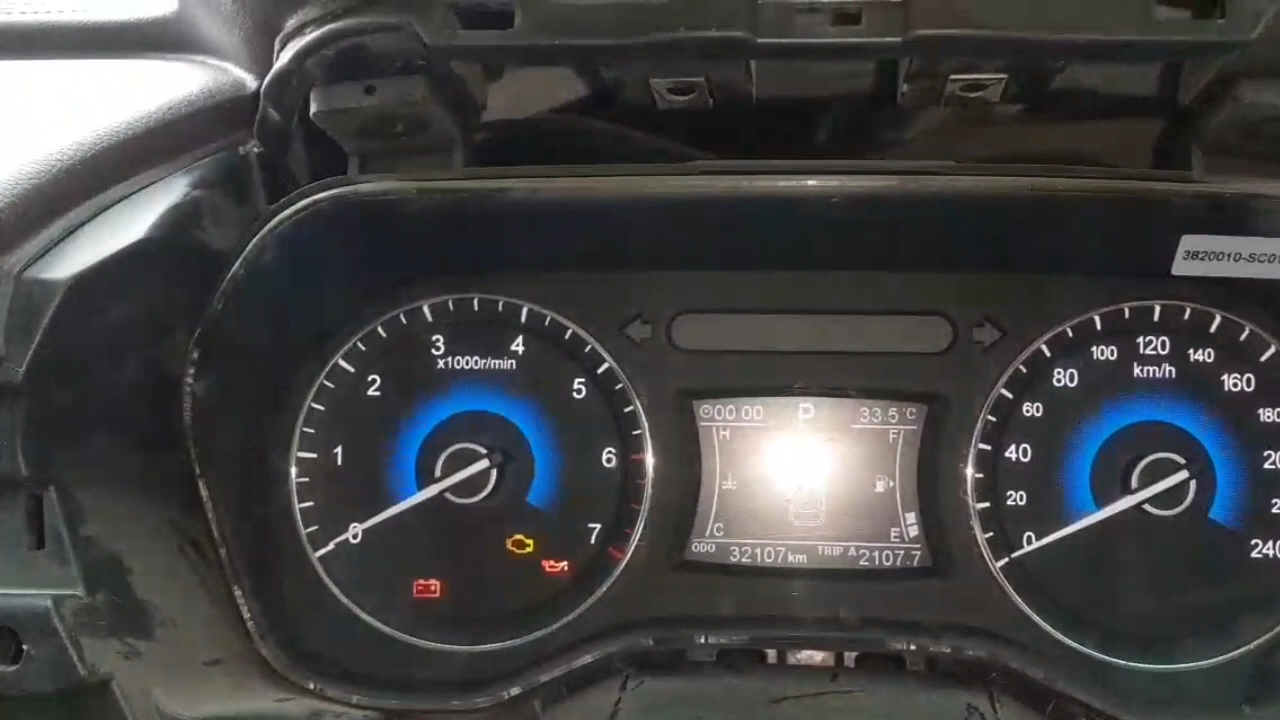 3820010-SC01
3 4
x1000r/min
2 5
1 6
0 7
00 00 P 33.5 °C
H F
C E
ODO 32107 km TRIP A 2107.7
100 120 140
km/h
80 160
60 180
40
20
0 240